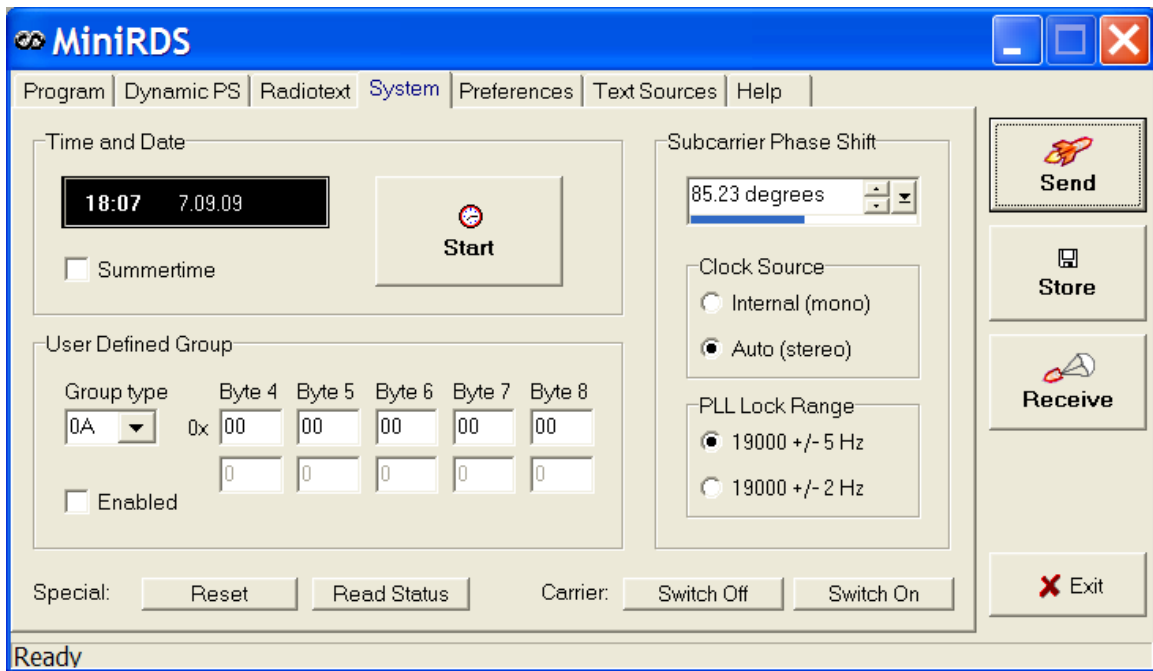 MiniRDS
Program Dynamic PS Radiotext System Preferences Text Sources Help
Time and Date
18:07 7.09.09
Start
Summertime
User Defined Group
Group type Byte 4 Byte 5 Byte 6 Byte 7 Byte 8
0A 0x 00 00 00 00 00
0 0 0 0 0
Enabled
Subcarrier Phase Shift
85.23 degrees
Clock Source
Internal (mono)
Auto (stereo)
PLL Lock Range
19000 +/- 5 Hz
19000 +/- 2 Hz
Special: Reset Read Status Carrier: Switch Off Switch On
Send
Store
Receive
Exit
Ready